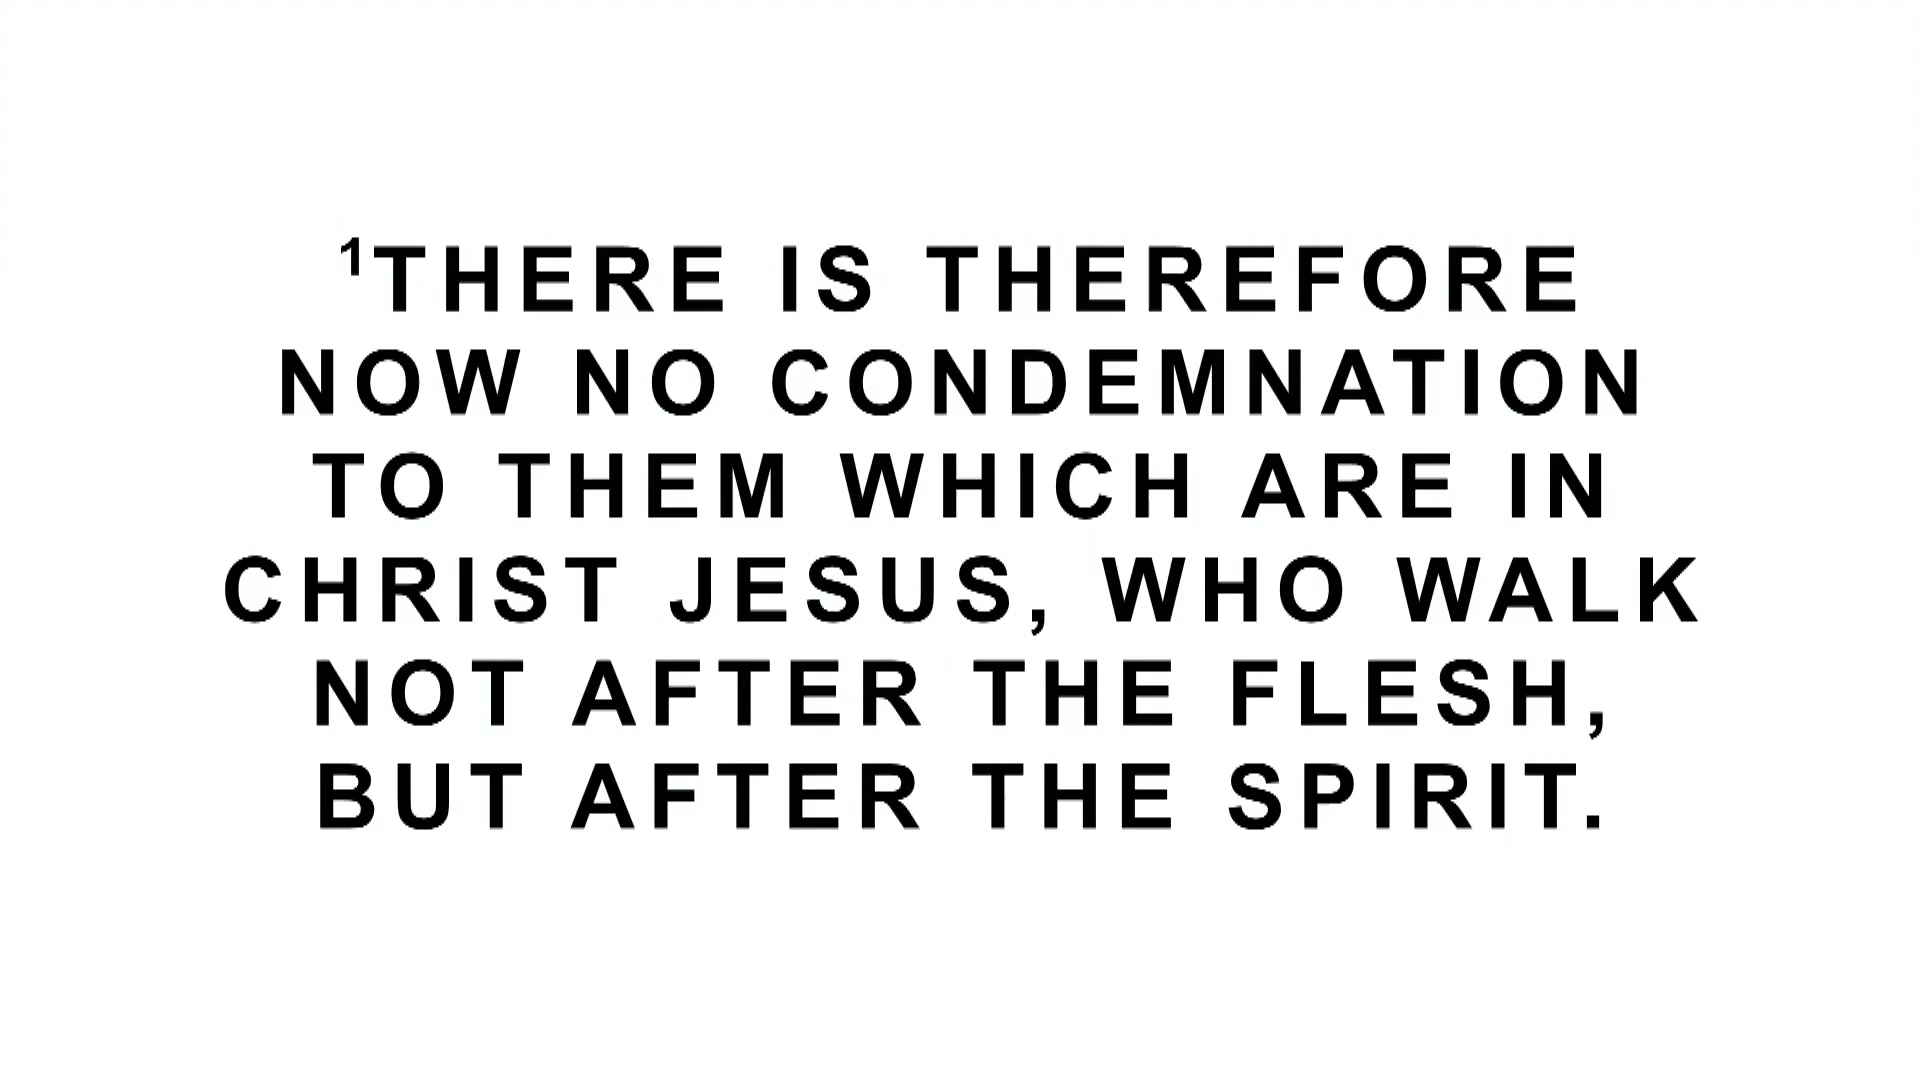 ¹THERE IS THEREFORE
NOW NO CONDEMNATION
TO THEM WHICH ARE IN
CHRIST JESUS, WHO WALK
NOT AFTER THE FLESH,
BUT AFTER THE SPIRIT.